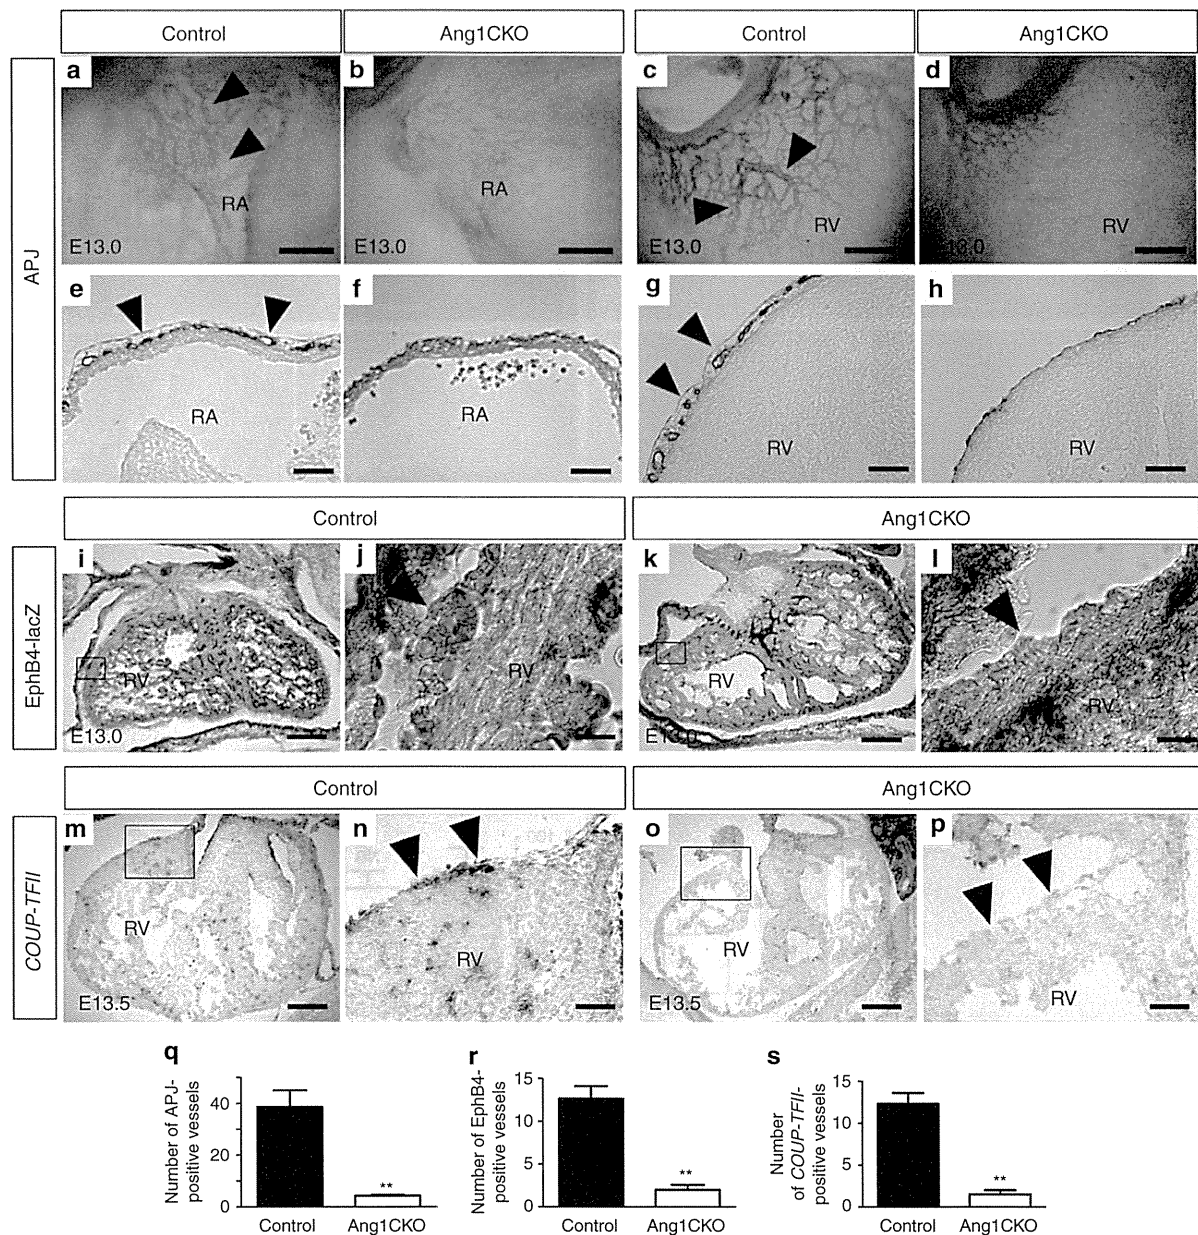 Control
Ang1CKO
Control
Ang1CKO
APJ
a
RA
E13.0
b
RA
c
RV
E13.0
d
RV
13.0
e
RA
f
RA
g
RV
h
RV
Control
Ang1CKO
EphB4-lacZ
i
RV
E13.0
j
RV
k
RV
E13.0
l
RV
Control
Ang1CKO
COUP-TFII
m
RV
E13.5
n
RV
o
RV
E13.5
p
RV
q
Number of APJ-
positive vessels
40
20
0
**
Control
Ang1CKO
r
Number of EphB4-
positive vessels
15
10
5
0
**
Control
Ang1CKO
s
Number
of COUP-TFII-
positive vessels
15
10
5
0
**
Control
Ang1CKO